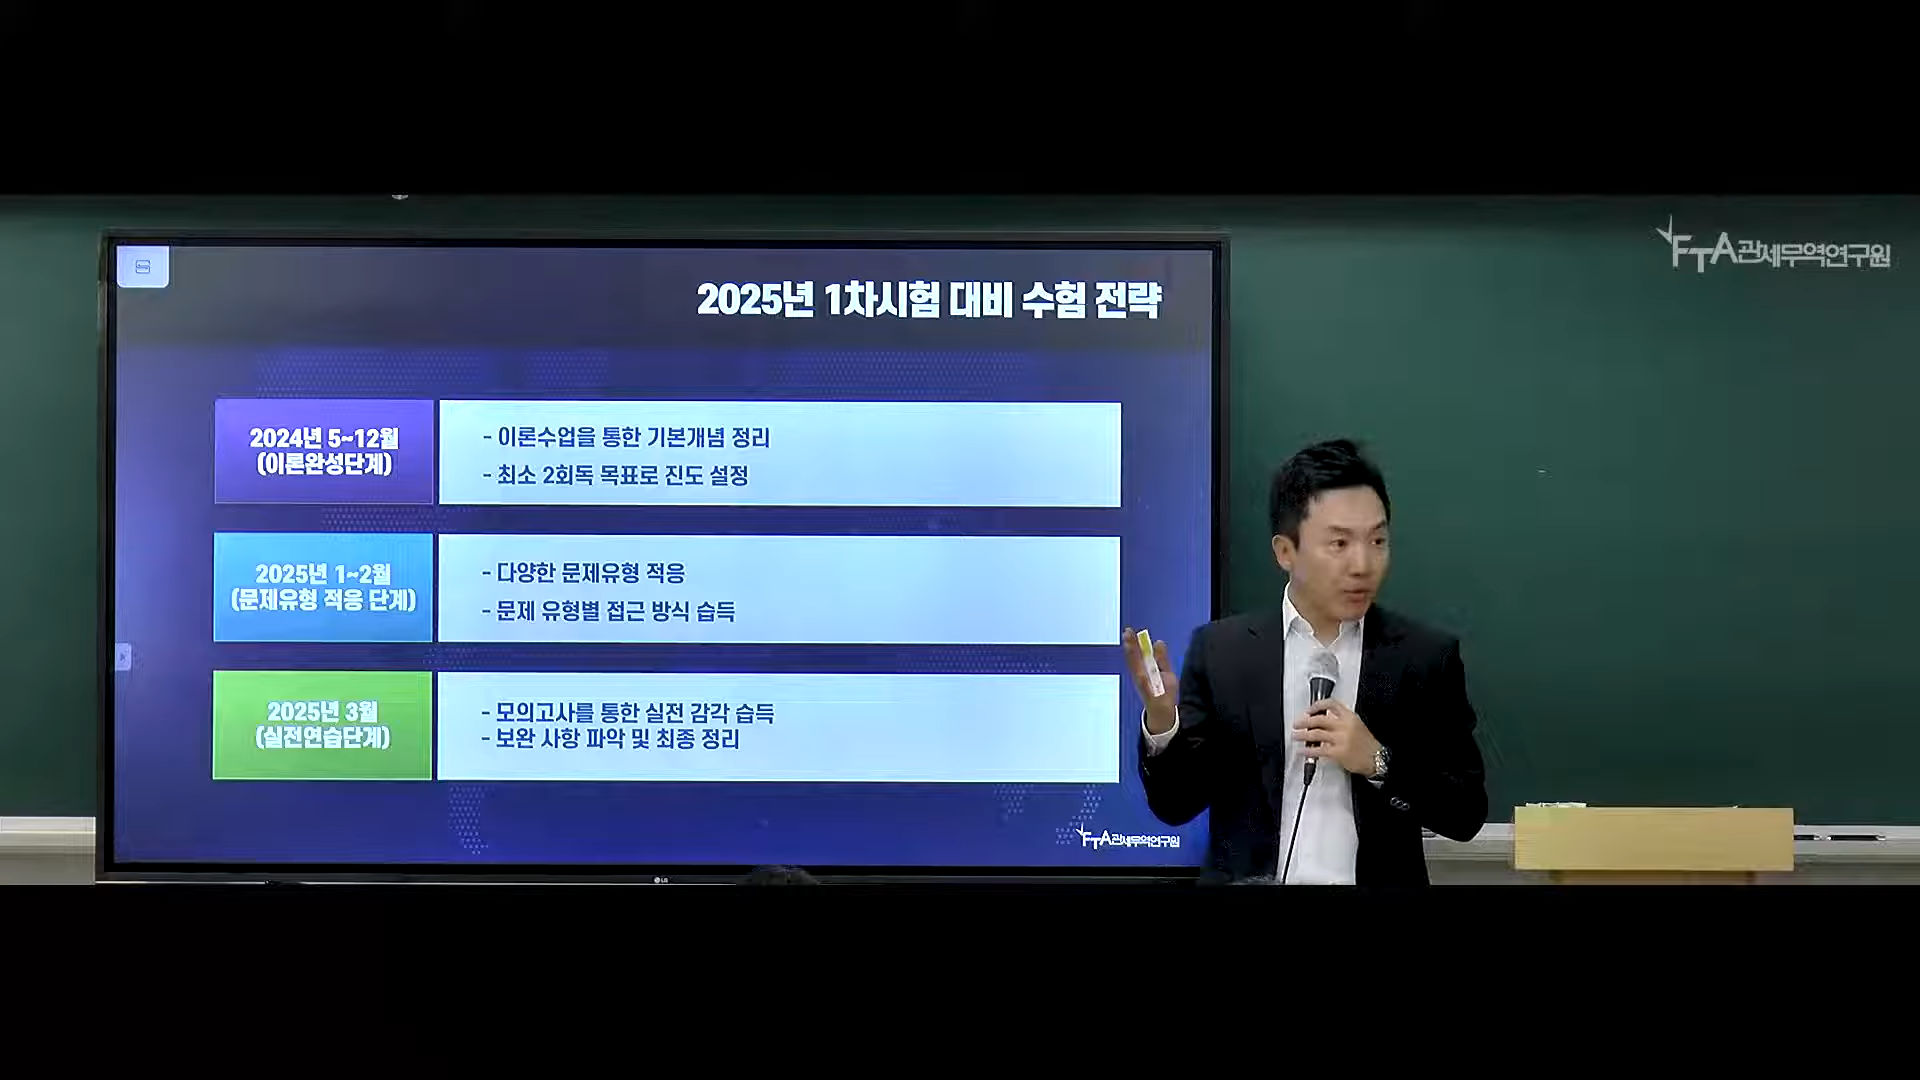 FTA관세무역연구원
2025년 1차시험 대비 수험 전략
2024년 5~12월
(이론완성단계)
- 이론수업을 통한 기본개념 정리
- 최소 2회독 목표로 진도 설정
2025년 1~2월
(문제유형 적응 단계)
- 다양한 문제유형 적응
- 문제 유형별 접근 방식 습득
2025년 3월
(실전연습단계)
- 모의고사를 통한 실전 감각 습득
- 보완 사항 파악 및 최종 정리
FTA관세무역연구원
LG